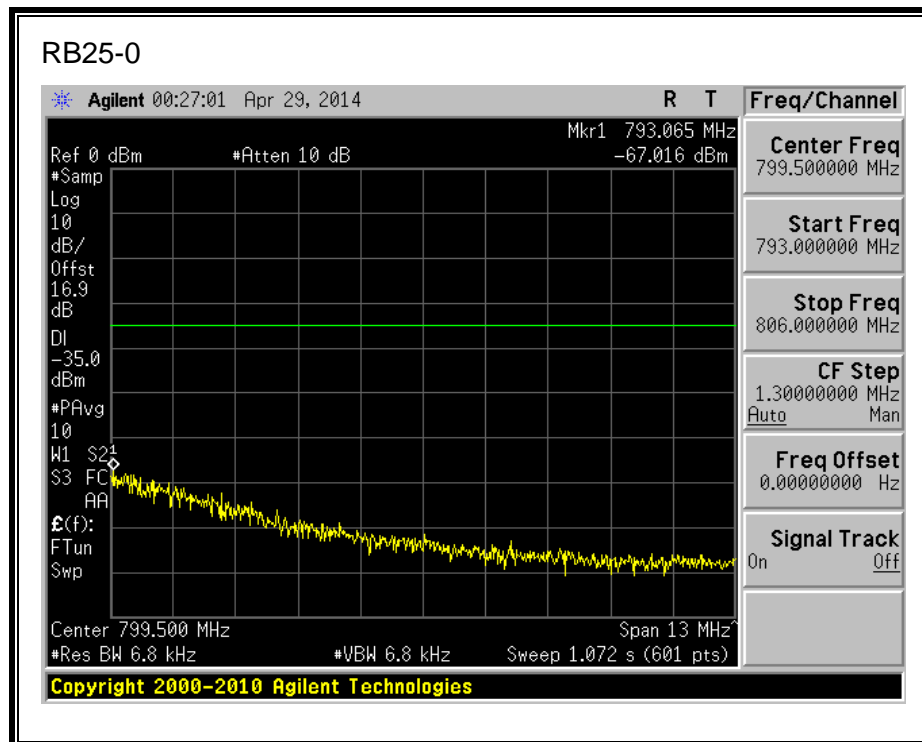 RB25-0
Agilent 00:27:01 Apr 29, 2014 R T
Mkr1 793.065 MHz
Ref 0 dBm #Atten 10 dB -67.016 dBm
#Samp
Log
10
dB/
Offst
16.9
dB
DI
-35.0
dBm
#PAvg
10
W1 S2
S3 FC
AA
£(f):
FTun
Swp
1
Center 799.500 MHz Span 13 MHz^
#Res BW 6.8 kHz #VBW 6.8 kHz Sweep 1.072 s (601 pts)
Freq/Channel
Center Freq
799.500000 MHz
Start Freq
793.000000 MHz
Stop Freq
806.000000 MHz
CF Step
1.30000000 MHz
Auto Man
Freq Offset
0.00000000 Hz
Signal Track
On Off
Copyright 2000-2010 Agilent Technologies